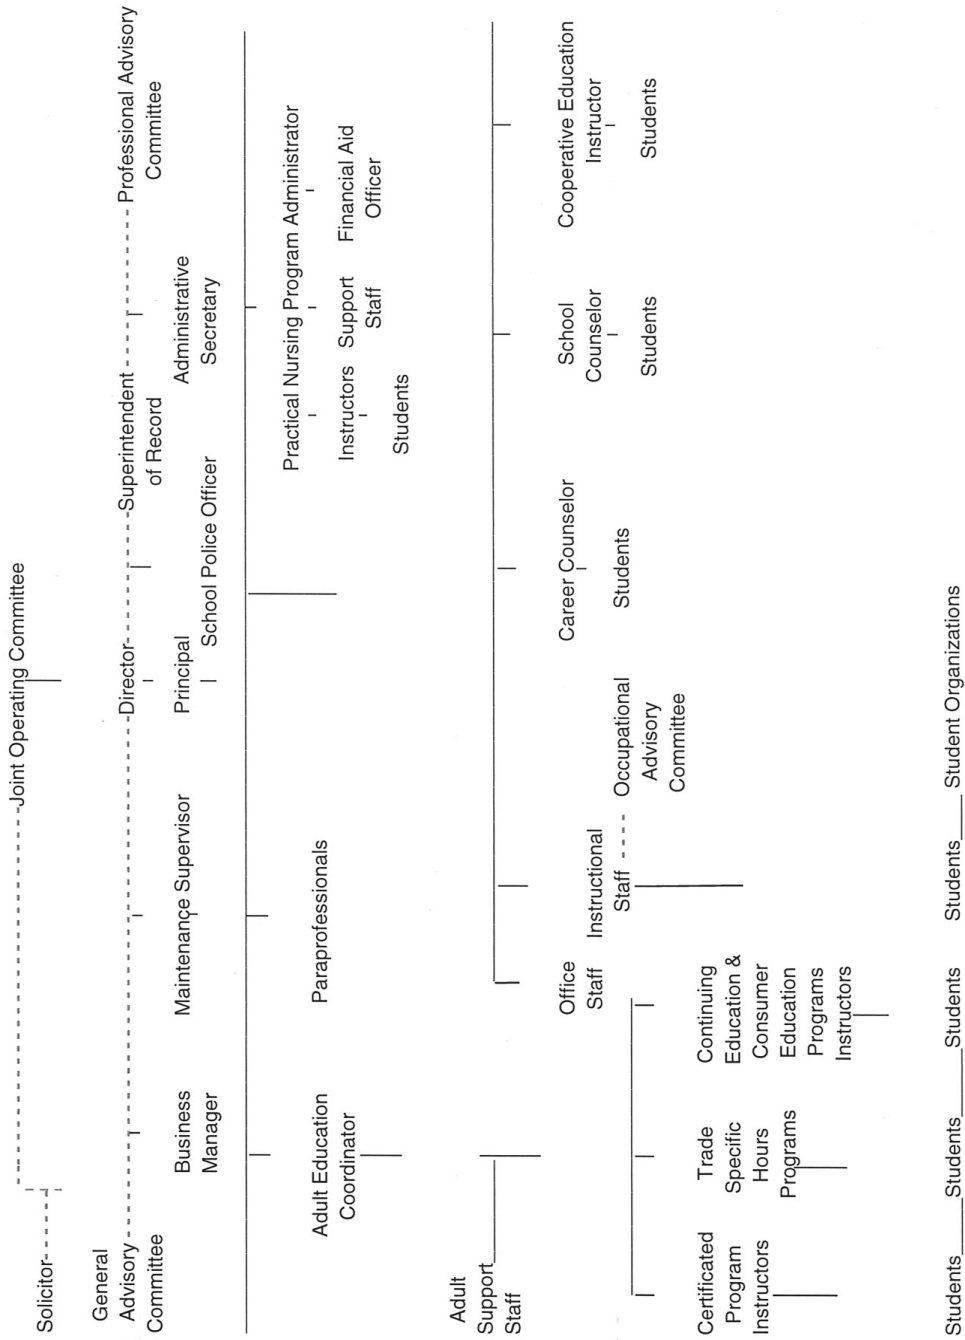 Solicitor
Joint Operating Committee
General
Advisory
Committee
Director
Superintendent
of Record
Professional Advisory
Committee
Business
Manager
Maintenance Supervisor
Principal
School Police Officer
Administrative
Secretary
Adult Education
Coordinator
Paraprofessionals
Practical Nursing Program Administrator
Instructors
Support
Staff
Financial Aid
Officer
Students
Adult
Support
Staff
Office
Staff
Instructional
Staff
Occupational
Advisory
Committee
Career Counselor
Students
School
Counselor
Students
Cooperative Education
Instructor
Students
Certificated
Program
Instructors
Trade
Specific
Hours
Programs
Continuing
Education &
Consumer
Education
Programs
Instructors
Students
Students
Students
Students
Student Organizations